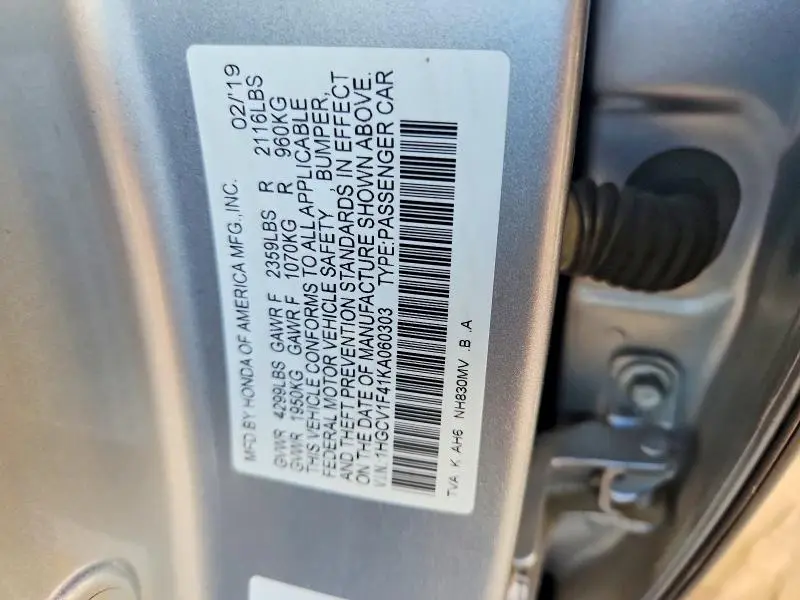 MFD BY HONDA OF AMERICA MFG.,INC. 02/'19
GVWR 4299LBS GAWR F 2359LBS R 2116LBS
GVWR 1950KG GAWR F 1070KG R 960KG
THIS VEHICLE CONFORMS TO ALL APPLICABLE
FEDERAL MOTOR VEHICLE SAFETY, BUMPER,
AND THEFT PREVENTION STANDARDS IN EFFECT
ON THE DATE OF MANUFACTURE SHOWN ABOVE.
V.I.N. 1HGCV1F41KA060303 TYPE:PASSENGER CAR
TVA K AH6 NH830MV .B .A